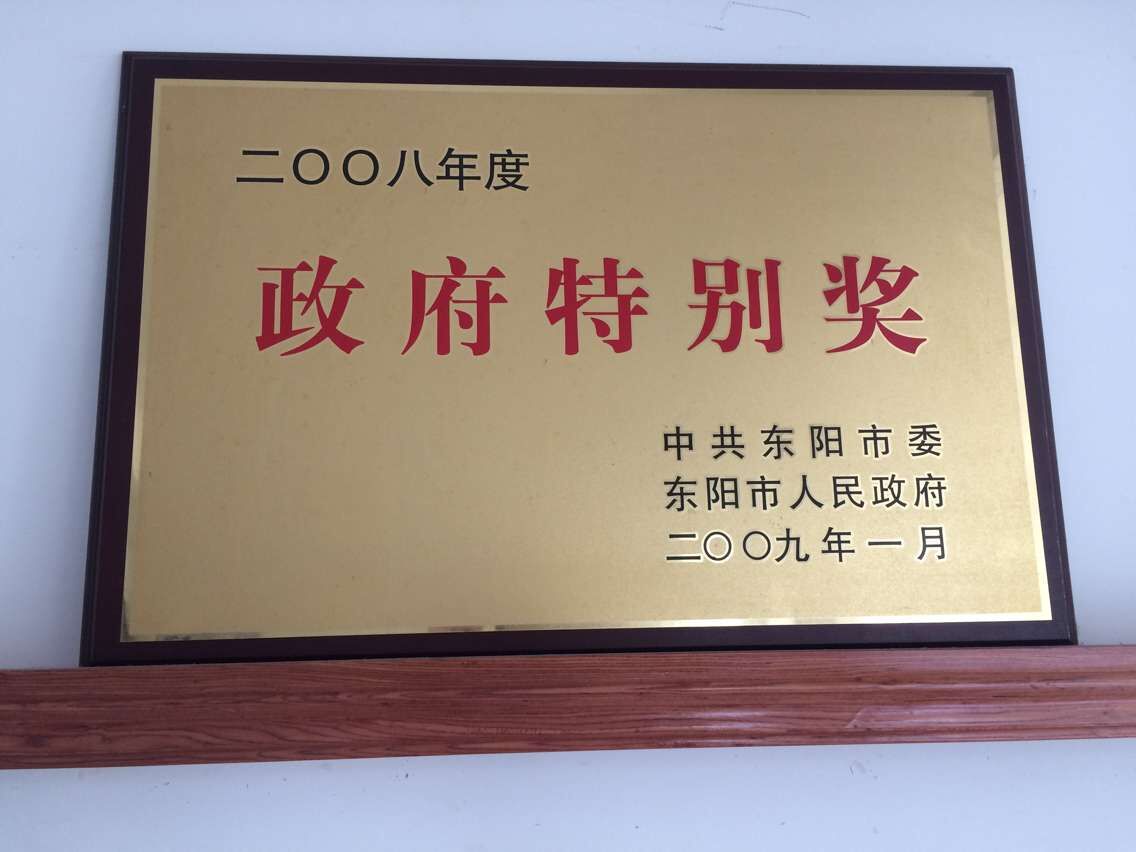 二〇〇八年度
政府特别奖
中共东阳市委
东阳市人民政府
二〇〇九年一月